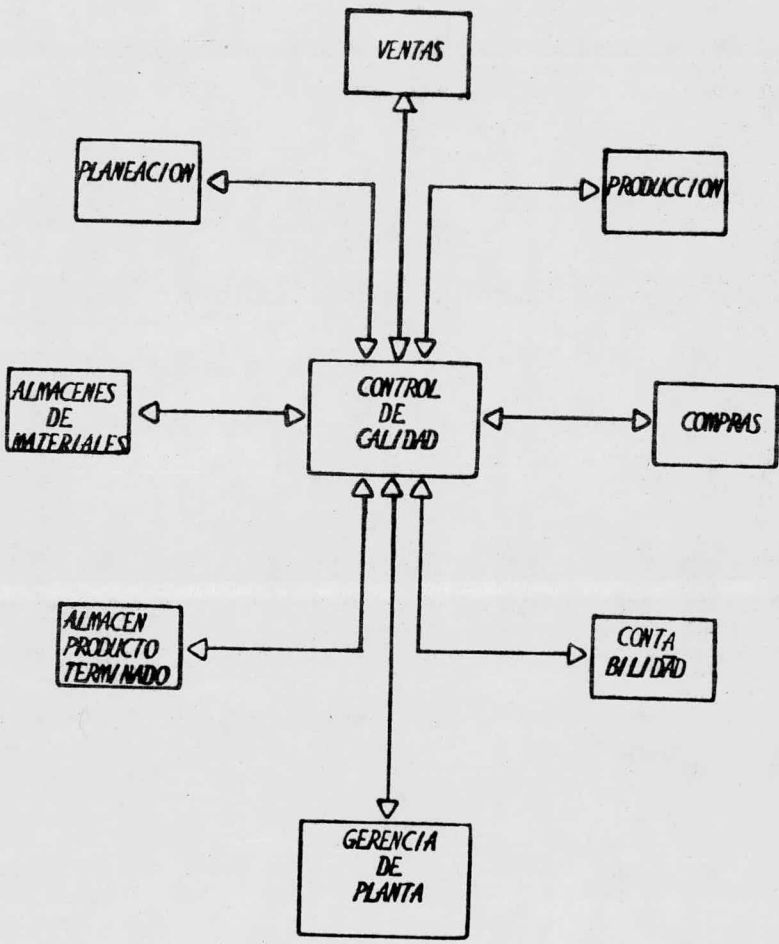 VENTAS
PLANEACION
PRODUCCION
ALMACENES
DE
MATERIALES
CONTROL
DE
CALIDAD
COMPRAS
ALMACEN
PRODUCTO
TERMINADO
CONTA
BILIDAD
GERENCIA
DE
PLANTA